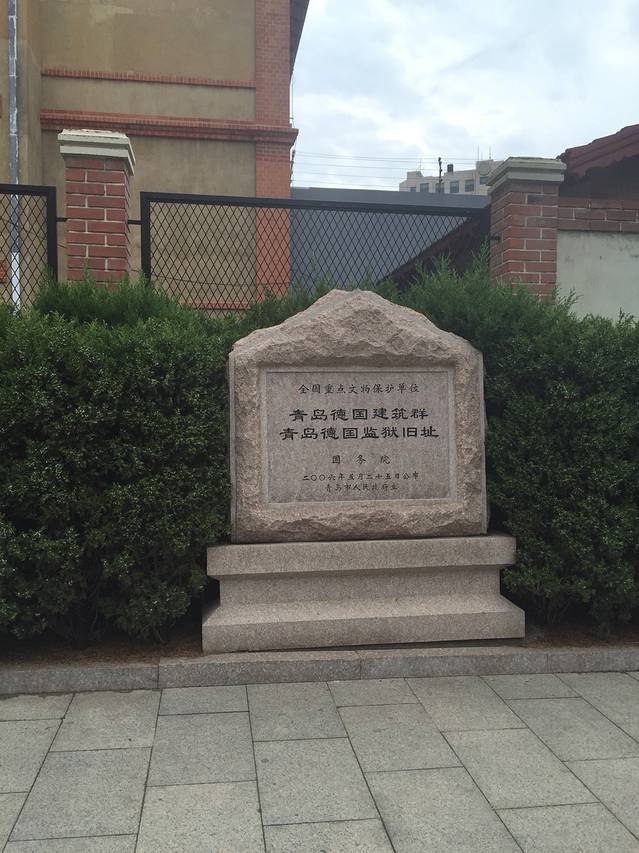 全国重点文物保护单位
青岛德国建筑群
青岛德国监狱旧址
国务院
二〇〇六年五月二十五日公布
青岛市人民政府立